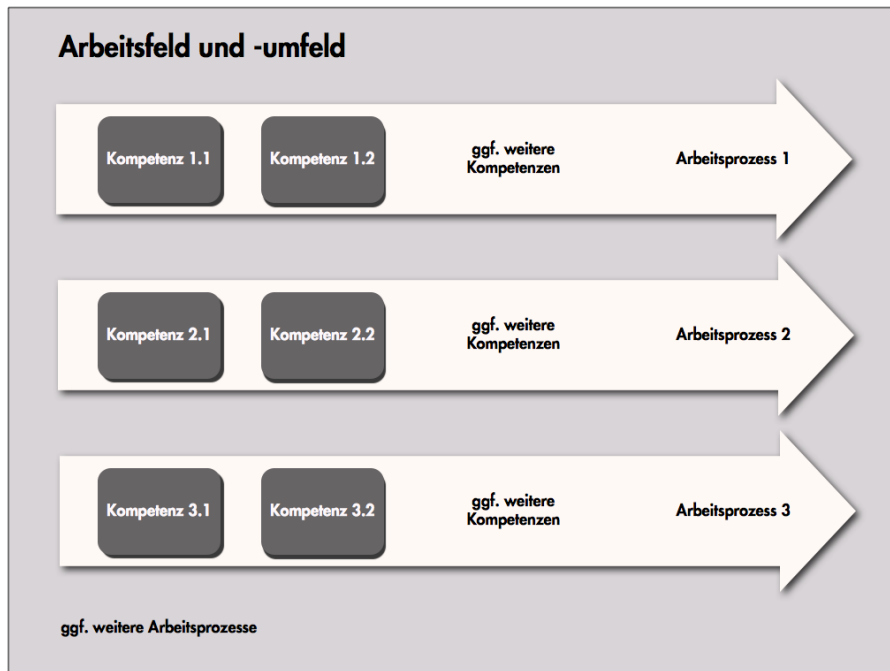 Arbeitsfeld und -umfeld
Kompetenz 1.1
Kompetenz 1.2
ggf. weitere
Kompetenzen
Arbeitsprozess 1
Kompetenz 2.1
Kompetenz 2.2
ggf. weitere
Kompetenzen
Arbeitsprozess 2
Kompetenz 3.1
Kompetenz 3.2
ggf. weitere
Kompetenzen
Arbeitsprozess 3
ggf. weitere Arbeitsprozesse